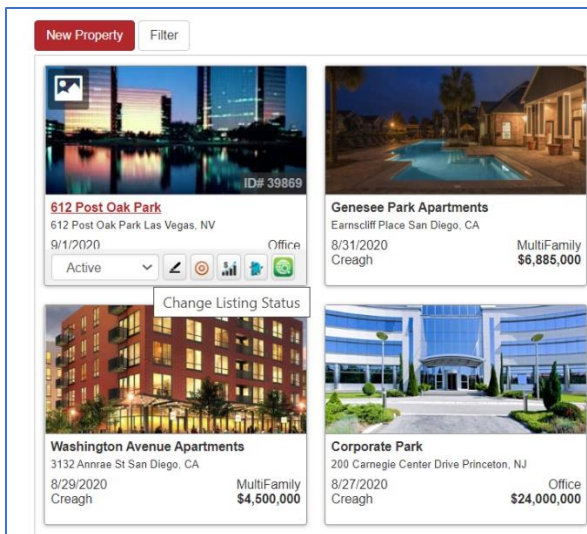 New Property
Filter
ID# 39869
612 Post Oak Park
612 Post Oak Park Las Vegas, NV
9/1/2020 Office
Active
Change Listing Status
Genesee Park Apartments
Earnscliff Place San Diego, CA
8/31/2020 MultiFamily
Creagh $6,885,000
Washington Avenue Apartments
3132 Annrae St San Diego, CA
8/29/2020 MultiFamily
Creagh $4,500,000
Corporate Park
200 Carnegie Center Drive Princeton, NJ
8/27/2020 Office
Creagh $24,000,000